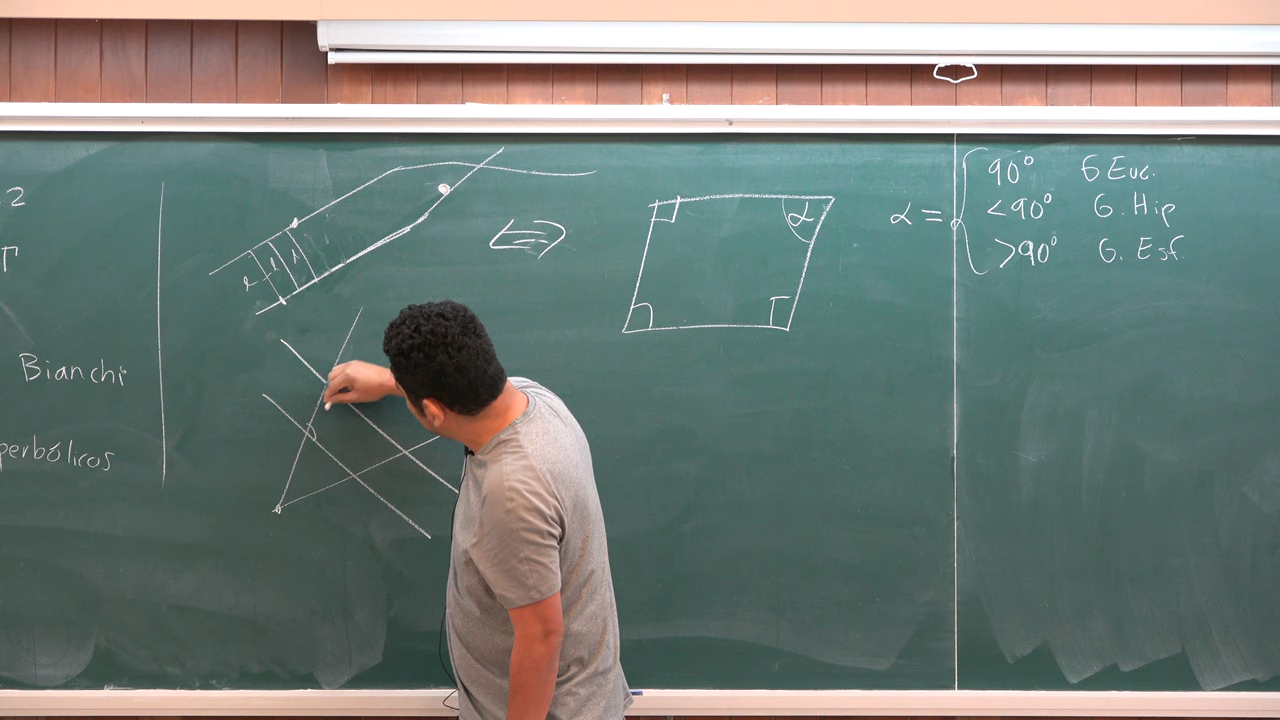 2
Γ
Bianchi
perbólicos
α
α =
90° G Euc.
<90° G. Hip
>90° G. Esf.